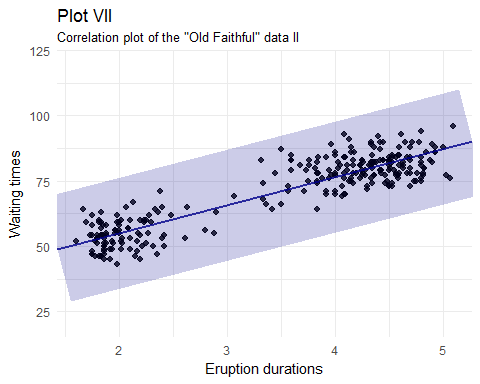 Plot VII
Correlation plot of the "Old Faithful" data II
125
100
75
50
25
Waiting times
2
3
4
5
Eruption durations